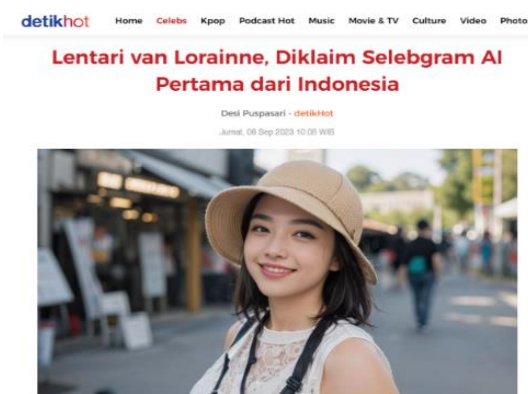 detikhot Home Celebs Kpop Podcast Hot Music Movie & TV Culture Video Photo
Lentari van Lorainne, Diklaim Selebgram AI
Pertama dari Indonesia
Desi Puspasari - detikHot
Jumat, 08 Sep 2023 10:05 WIB